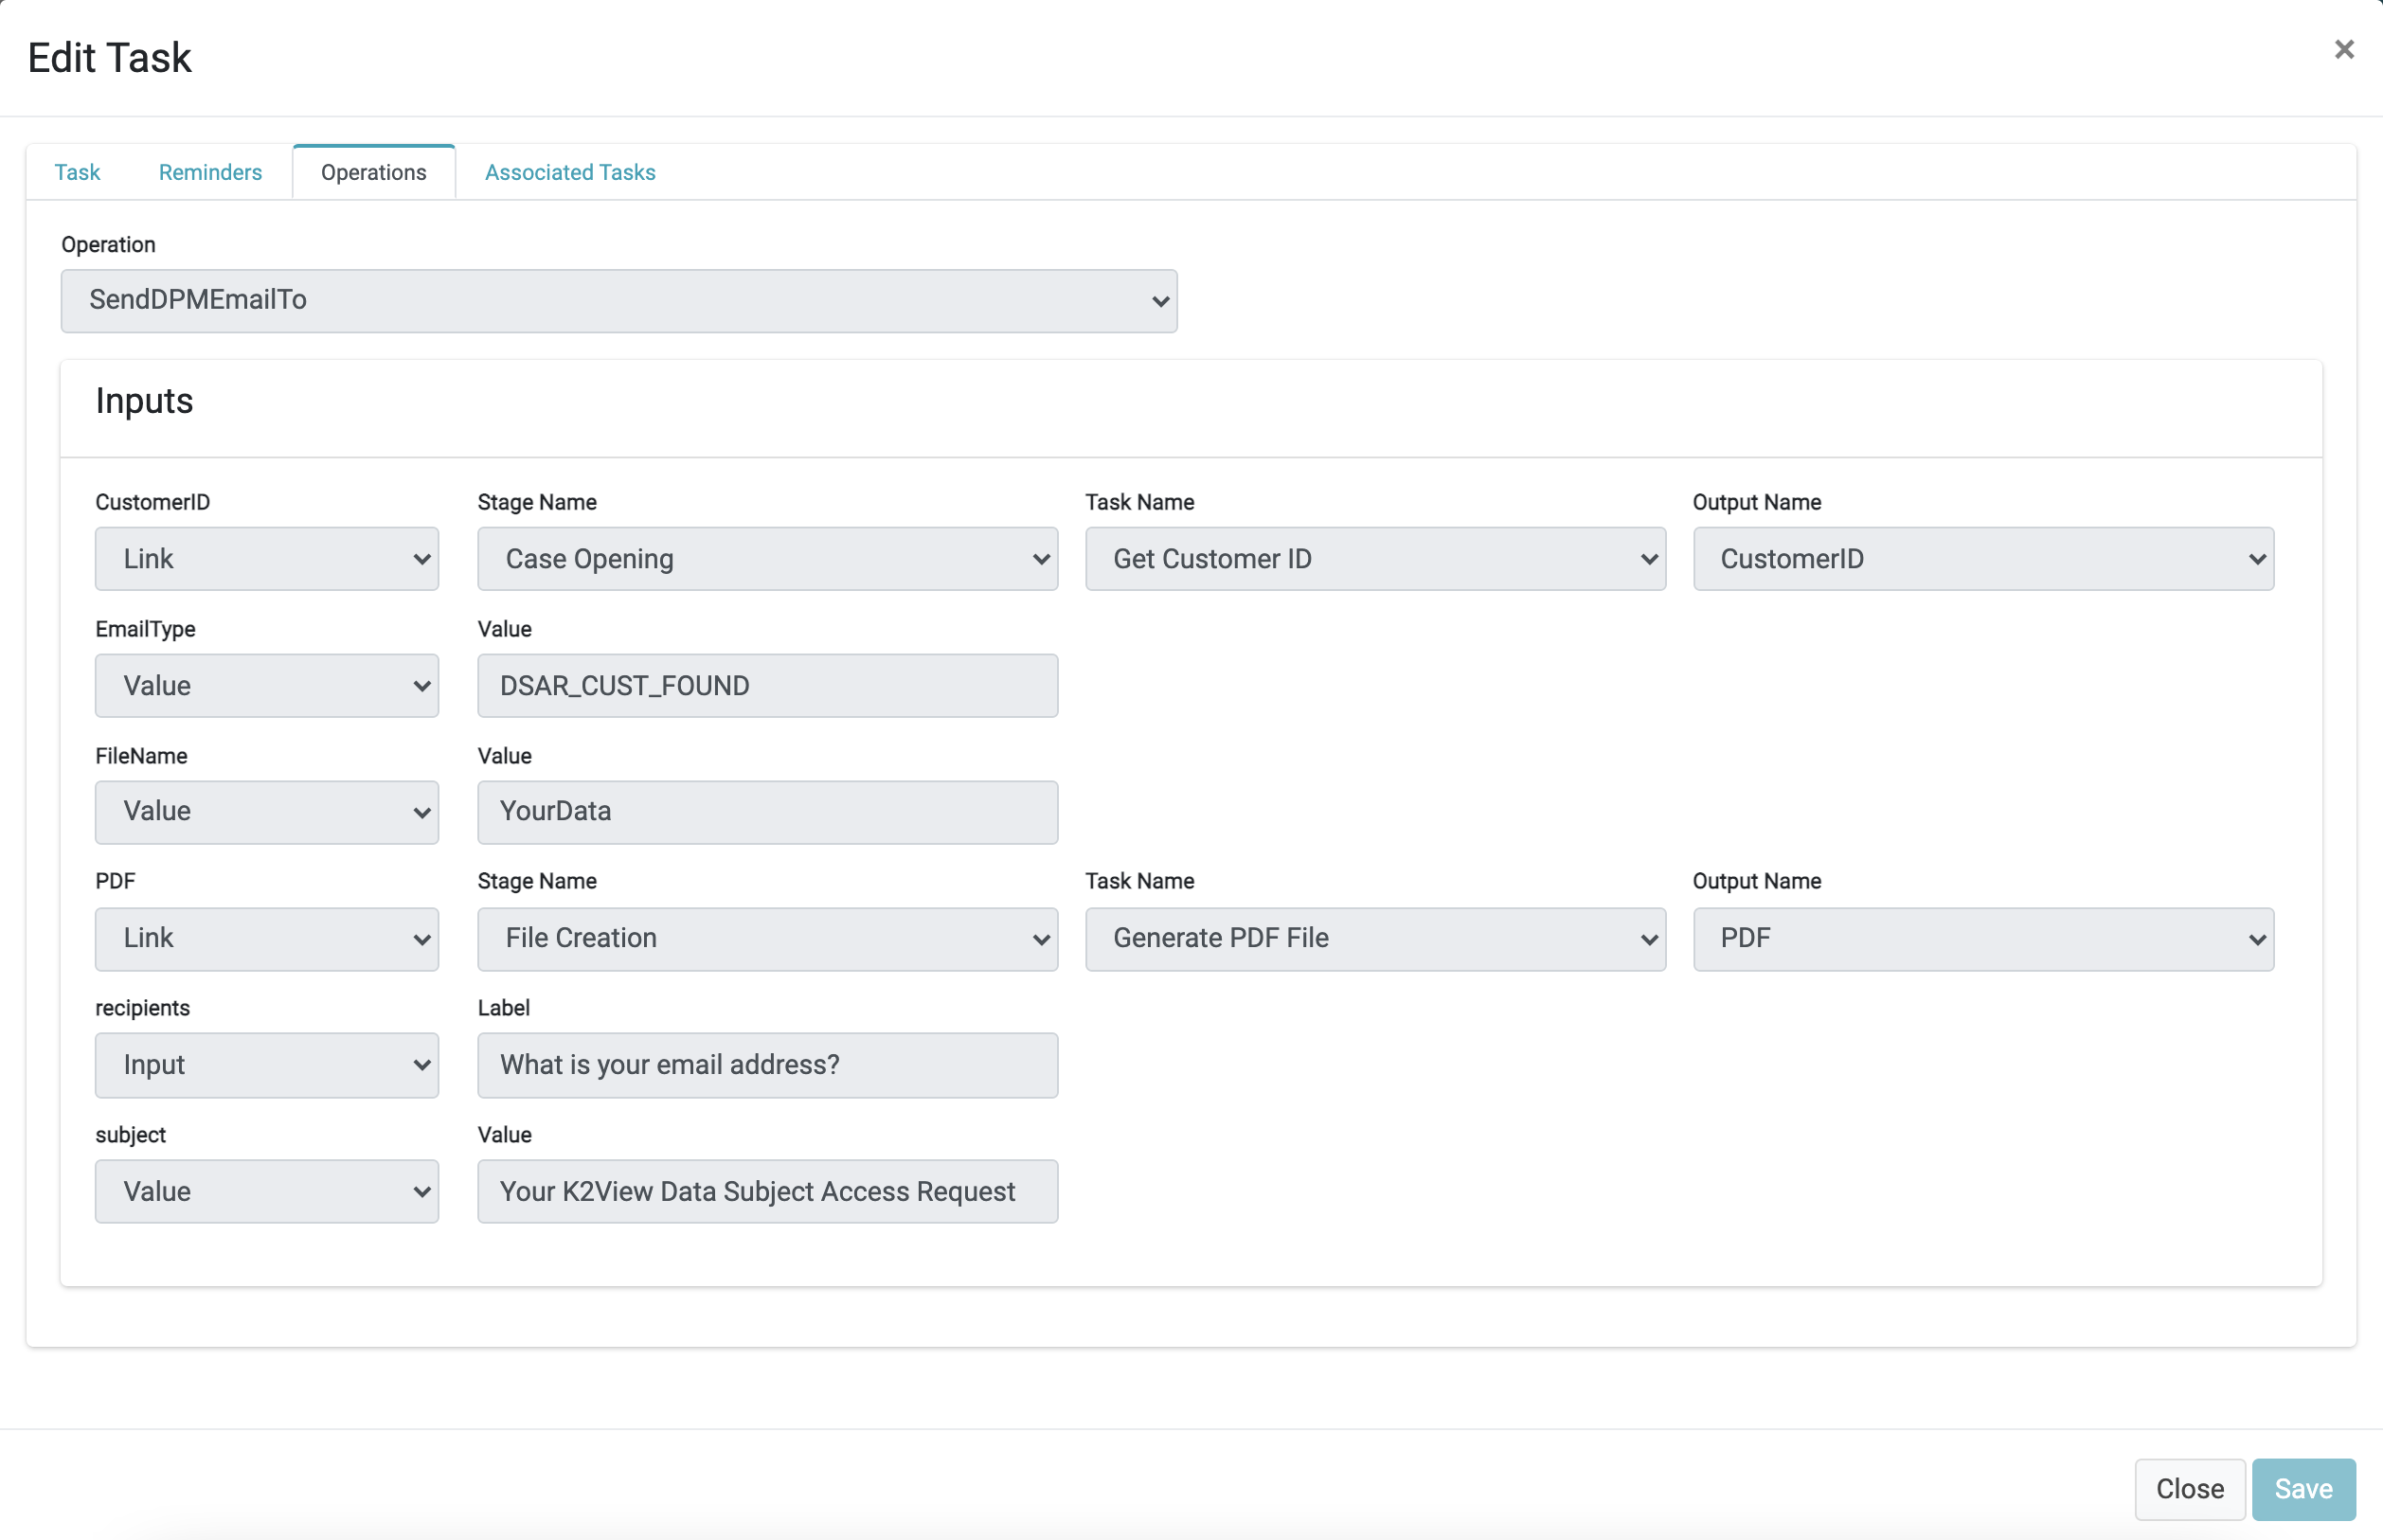 Edit Task
×
Task Reminders Operations Associated Tasks
Operation
SendDPMEmailTo
Inputs
CustomerID Stage Name Task Name Output Name
Link Case Opening Get Customer ID CustomerID
EmailType Value
Value DSAR_CUST_FOUND
FileName Value
Value YourData
PDF Stage Name Task Name Output Name
Link File Creation Generate PDF File PDF
recipients Label
Input What is your email address?
subject Value
Value Your K2View Data Subject Access Request
Close Save